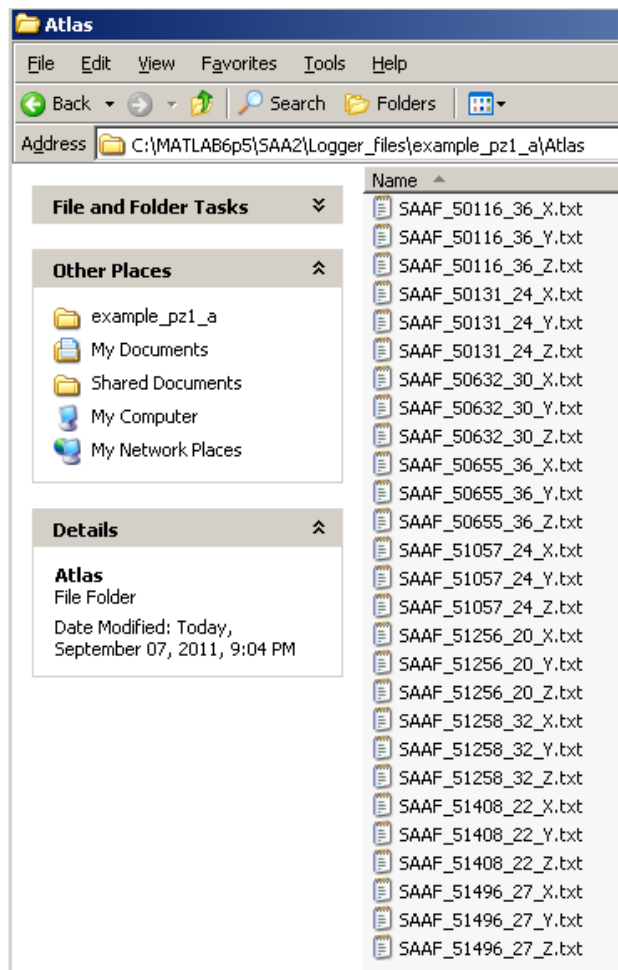 Atlas
File Edit View Favorites Tools Help
Back Search Folders
Address C:\MATLAB6p5\SAA2\Logger_files\example_pz1_a\Atlas
File and Folder Tasks
Other Places
example_pz1_a
My Documents
Shared Documents
My Computer
My Network Places
Details
Atlas
File Folder
Date Modified: Today,
September 07, 2011, 9:04 PM
Name
SAAF_50116_36_X.txt
SAAF_50116_36_Y.txt
SAAF_50116_36_Z.txt
SAAF_50131_24_X.txt
SAAF_50131_24_Y.txt
SAAF_50131_24_Z.txt
SAAF_50632_30_X.txt
SAAF_50632_30_Y.txt
SAAF_50632_30_Z.txt
SAAF_50655_36_X.txt
SAAF_50655_36_Y.txt
SAAF_50655_36_Z.txt
SAAF_51057_24_X.txt
SAAF_51057_24_Y.txt
SAAF_51057_24_Z.txt
SAAF_51256_20_X.txt
SAAF_51256_20_Y.txt
SAAF_51256_20_Z.txt
SAAF_51258_32_X.txt
SAAF_51258_32_Y.txt
SAAF_51258_32_Z.txt
SAAF_51408_22_X.txt
SAAF_51408_22_Y.txt
SAAF_51408_22_Z.txt
SAAF_51496_27_X.txt
SAAF_51496_27_Y.txt
SAAF_51496_27_Z.txt